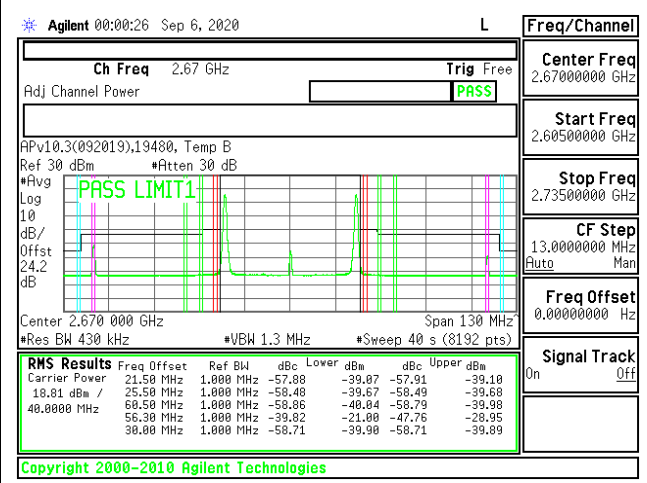 Agilent 00:00:26 Sep 6, 2020 L
Freq/Channel
Ch Freq 2.67 GHz Trig Free
Adj Channel Power PASS
Center Freq
2.67000000 GHz
Start Freq
2.60500000 GHz
Stop Freq
2.73500000 GHz
CF Step
13.0000000 MHz
Auto Man
Freq Offset
0.00000000 Hz
Signal Track
On Off
APv10.3(092019),19480, Temp B
Ref 30 dBm #Atten 30 dB
#Avg
Log
10
dB/
Offst
24.2
dB
PASS LIMIT1
Center 2.670 000 GHz Span 130 MHz^
#Res BW 430 kHz #VBW 1.3 MHz #Sweep 40 s (8192 pts)
RMS Results Freq Offset Ref BW dBc Lower dBm dBc Upper dBm
Carrier Power 21.50 MHz 1.000 MHz -57.88 -39.07 -57.91 -39.10
18.81 dBm / 25.50 MHz 1.000 MHz -58.48 -39.67 -58.49 -39.68
40.0000 MHz 60.50 MHz 1.000 MHz -58.86 -40.04 -58.79 -39.98
56.30 MHz 1.000 MHz -39.82 -21.00 -47.76 -28.95
30.00 MHz 1.000 MHz -58.71 -39.90 -58.71 -39.89
Copyright 2000-2010 Agilent Technologies